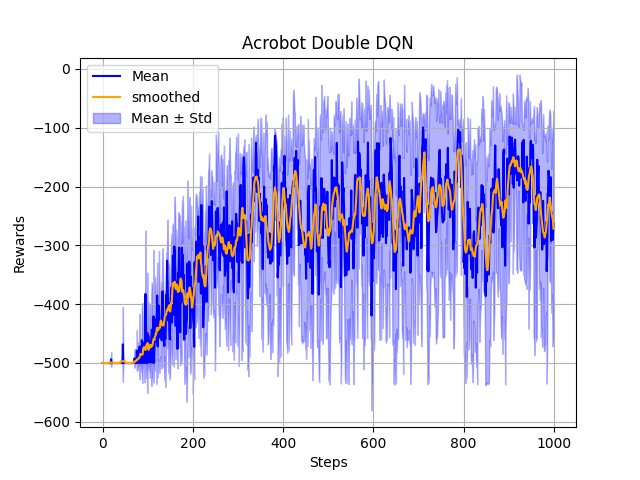 Acrobot Double DQN
Mean
smoothed
Mean ± Std
0
−100
−200
−300
−400
−500
−600
Rewards
0 200 400 600 800 1000
Steps